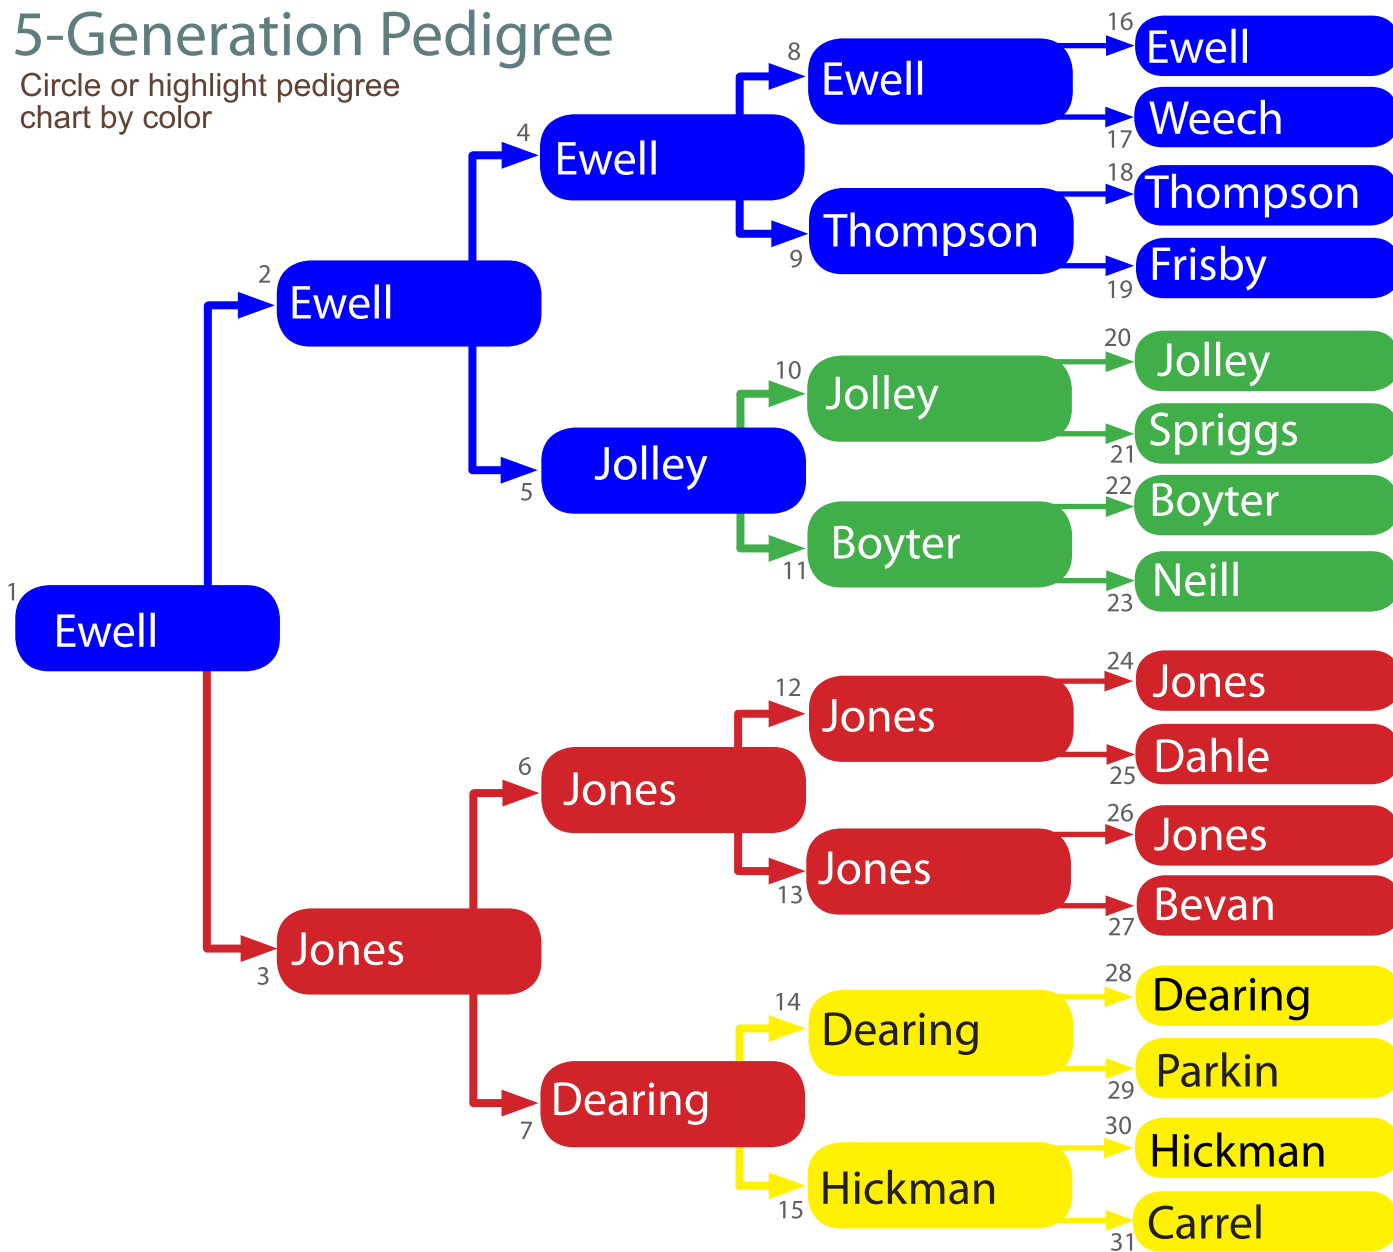 5-Generation Pedigree
Circle or highlight pedigree
chart by color
1
Ewell
2
Ewell
3
Jones
4
Ewell
5
Jolley
6
Jones
7
Dearing
8
Ewell
9
Thompson
10
Jolley
11
Boyter
12
Jones
13
Jones
14
Dearing
15
Hickman
16
Ewell
17
Weech
18
Thompson
19
Frisby
20
Jolley
21
Spriggs
22
Boyter
23
Neill
24
Jones
25
Dahle
26
Jones
27
Bevan
28
Dearing
29
Parkin
30
Hickman
31
Carrel